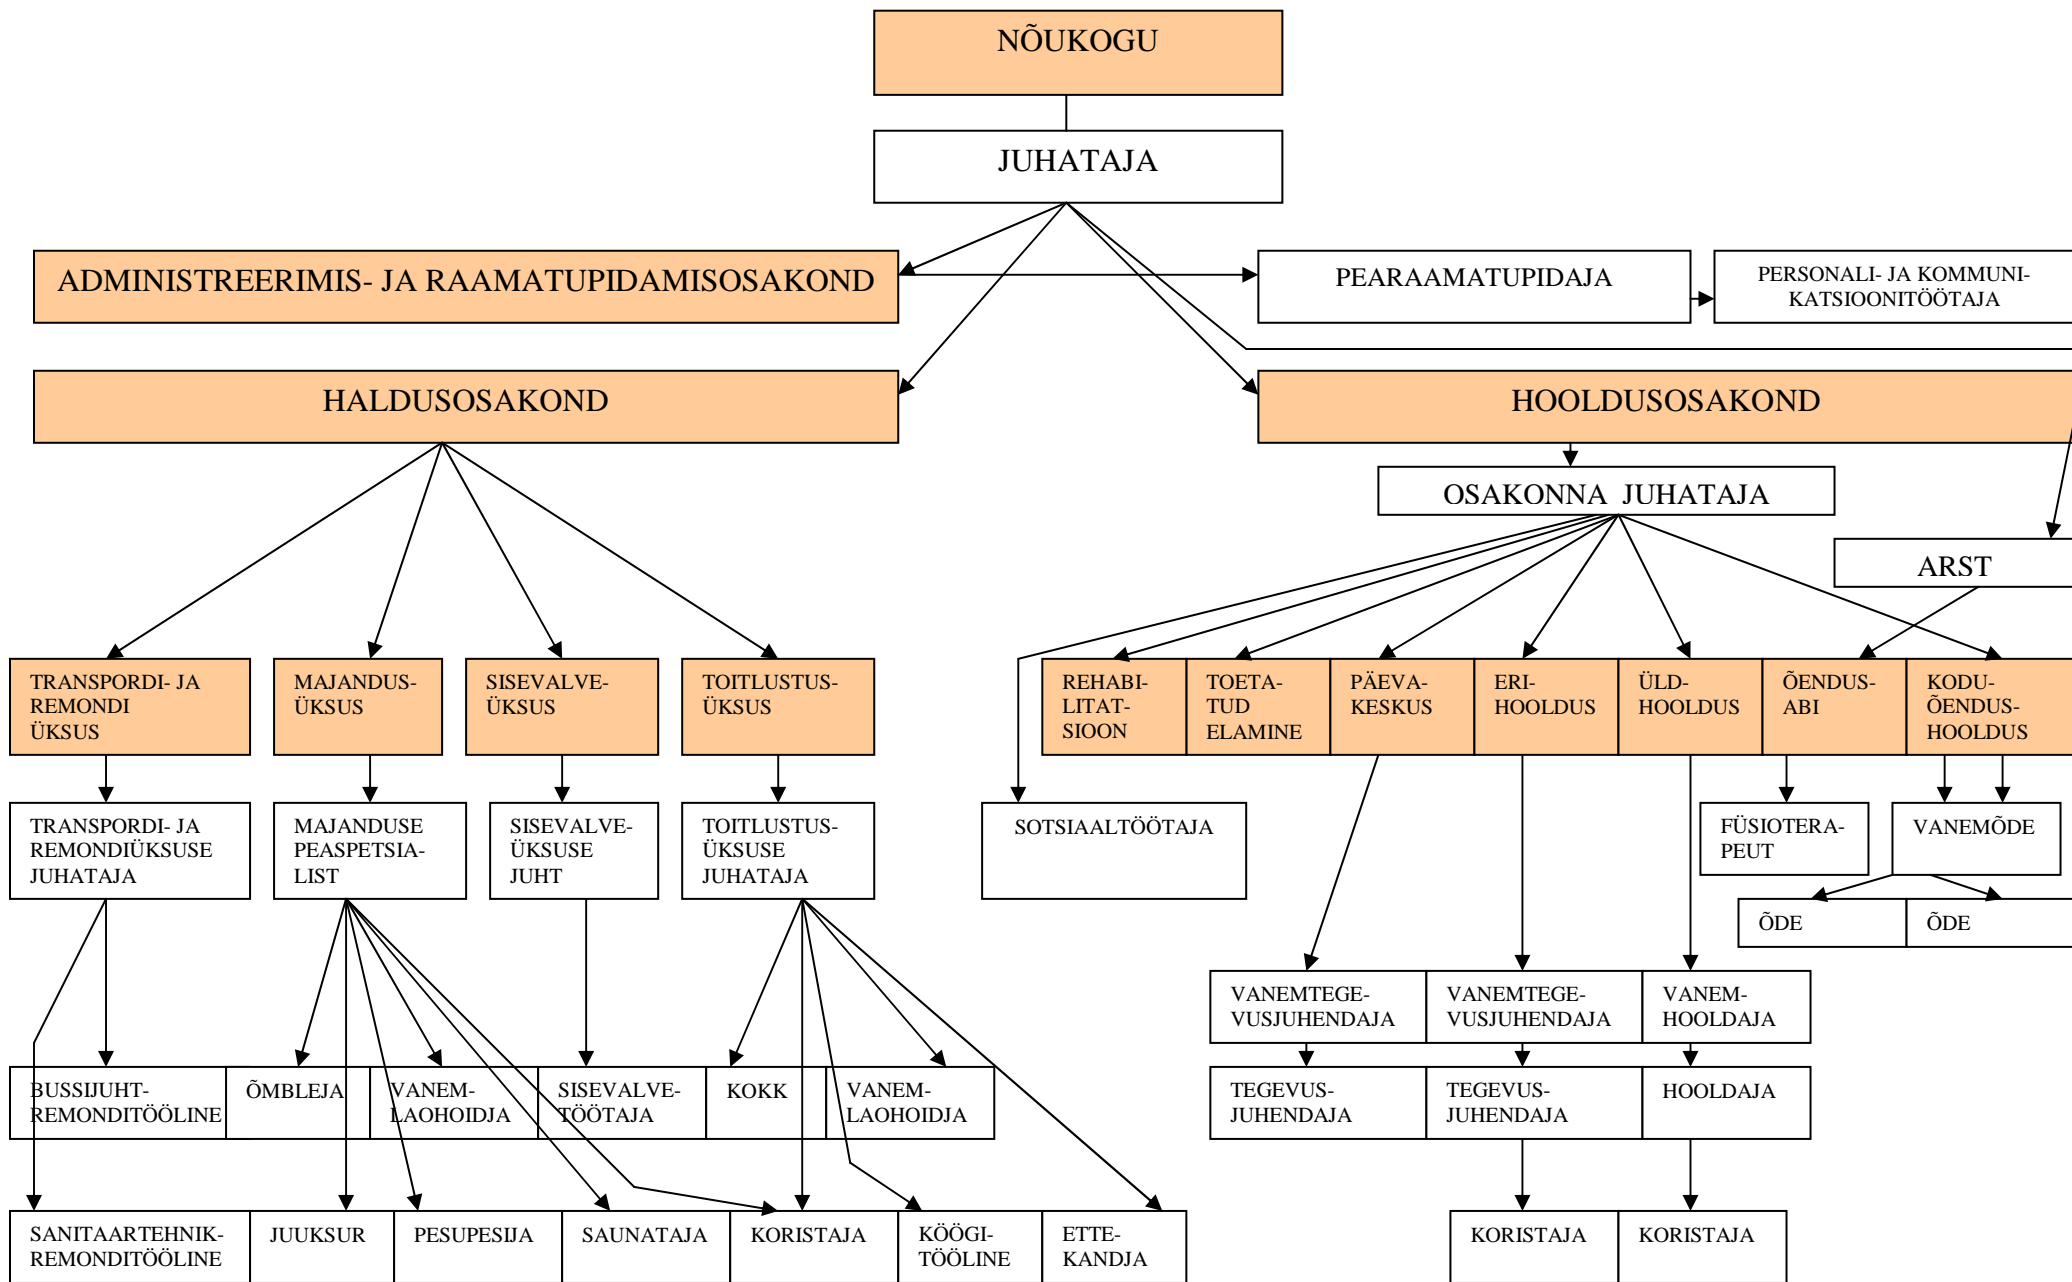 NÕUKOGU
JUHATAJA
ADMINISTREERIMIS- JA RAAMATUPIDAMISOSAKOND
PEARAAMATUPIDAJA
PERSONALI- JA KOMMUNI-
KATSIOONITÖÖTAJA
HALDUSOSAKOND
HOOLDUSOSAKOND
OSAKONNA JUHATAJA
ARST
TRANSPORDI- JA
REMONDI
ÜKSUS
MAJANDUS-
ÜKSUS
SISEVALVE-
ÜKSUS
TOITLUSTUS-
ÜKSUS
REHABI-
LITAT-
SIOON
TOETA-
TUD
ELAMINE
PÄEVA-
KESKUS
ERI-
HOOLDUS
ÜLD-
HOOLDUS
ÕENDUS-
ABI
KODU-
ÕENDUS-
HOOLDUS
TRANSPORDI- JA
REMONDIÜKSUSE
JUHATAJA
MAJANDUSE
PEASPETSIA-
LIST
SISEVALVE-
ÜKSUSE
JUHT
TOITLUSTUS-
ÜKSUSE
JUHATAJA
SOTSIAALTÖÖTAJA
FÜSIOTERA-
PEUT
VANEMÕDE
ÕDE
ÕDE
VANEMTEGE-
VUSJUHENDAJA
VANEMTEGE-
VUSJUHENDAJA
VANEM-
HOOLDAJA
BUSSIJUHT-
REMONDITÖÖLINE
ÕMBLEJA
VANEM-
LAOHOIDJA
SISEVALVE-
TÖÖTAJA
KOKK
VANEM-
LAOHOIDJA
TEGEVUS-
JUHENDAJA
TEGEVUS-
JUHENDAJA
HOOLDAJA
SANITAARTEHNIK-
REMONDITÖÖLINE
JUUKSUR
PESUPESIJA
SAUNATAJA
KORISTAJA
KÖÖGI-
TÖÖLINE
ETTE-
KANDJA
KORISTAJA
KORISTAJA